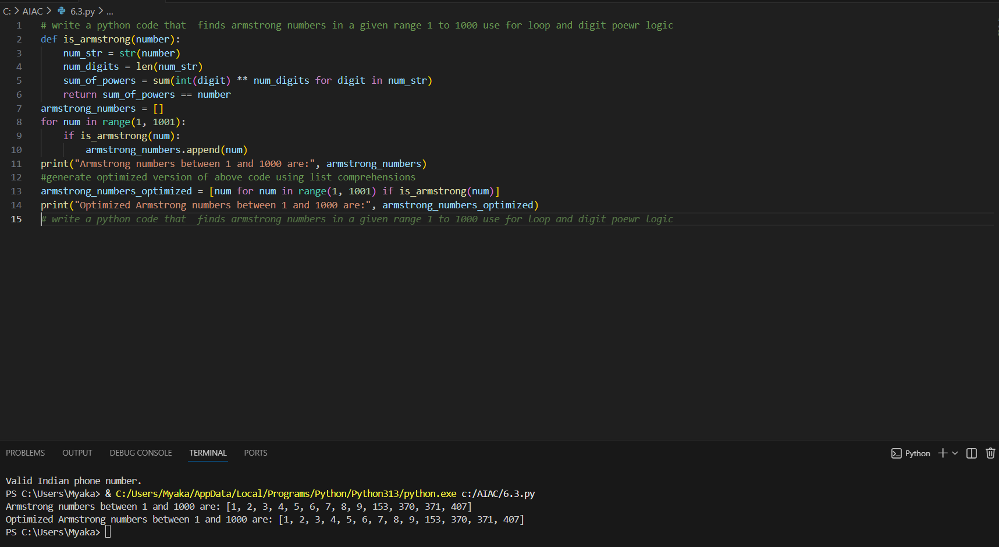 C: > AIAC > 6.3.py > ...
1 # write a python code that  finds armstrong numbers in a given range 1 to 1000 use for loop and digit poewr logic
2 def is_armstrong(number):
3     num_str = str(number)
4     num_digits = len(num_str)
5     sum_of_powers = sum(int(digit) ** num_digits for digit in num_str)
6     return sum_of_powers == number
7 armstrong_numbers = []
8 for num in range(1, 1001):
9     if is_armstrong(num):
10         armstrong_numbers.append(num)
11 print("Armstrong numbers between 1 and 1000 are:", armstrong_numbers)
12 #generate optimized version of above code using list comprehensions
13 armstrong_numbers_optimized = [num for num in range(1, 1001) if is_armstrong(num)]
14 print("Optimized Armstrong numbers between 1 and 1000 are:", armstrong_numbers_optimized)
15 # write a python code that  finds armstrong numbers in a given range 1 to 1000 use for loop and digit poewr logic
PROBLEMS OUTPUT DEBUG CONSOLE TERMINAL PORTS Python
Valid Indian phone number.
PS C:\Users\Myaka> & C:/Users/Myaka/AppData/Local/Programs/Python/Python313/python.exe c:/AIAC/6.3.py
Armstrong numbers between 1 and 1000 are: [1, 2, 3, 4, 5, 6, 7, 8, 9, 153, 370, 371, 407]
Optimized Armstrong numbers between 1 and 1000 are: [1, 2, 3, 4, 5, 6, 7, 8, 9, 153, 370, 371, 407]
PS C:\Users\Myaka>